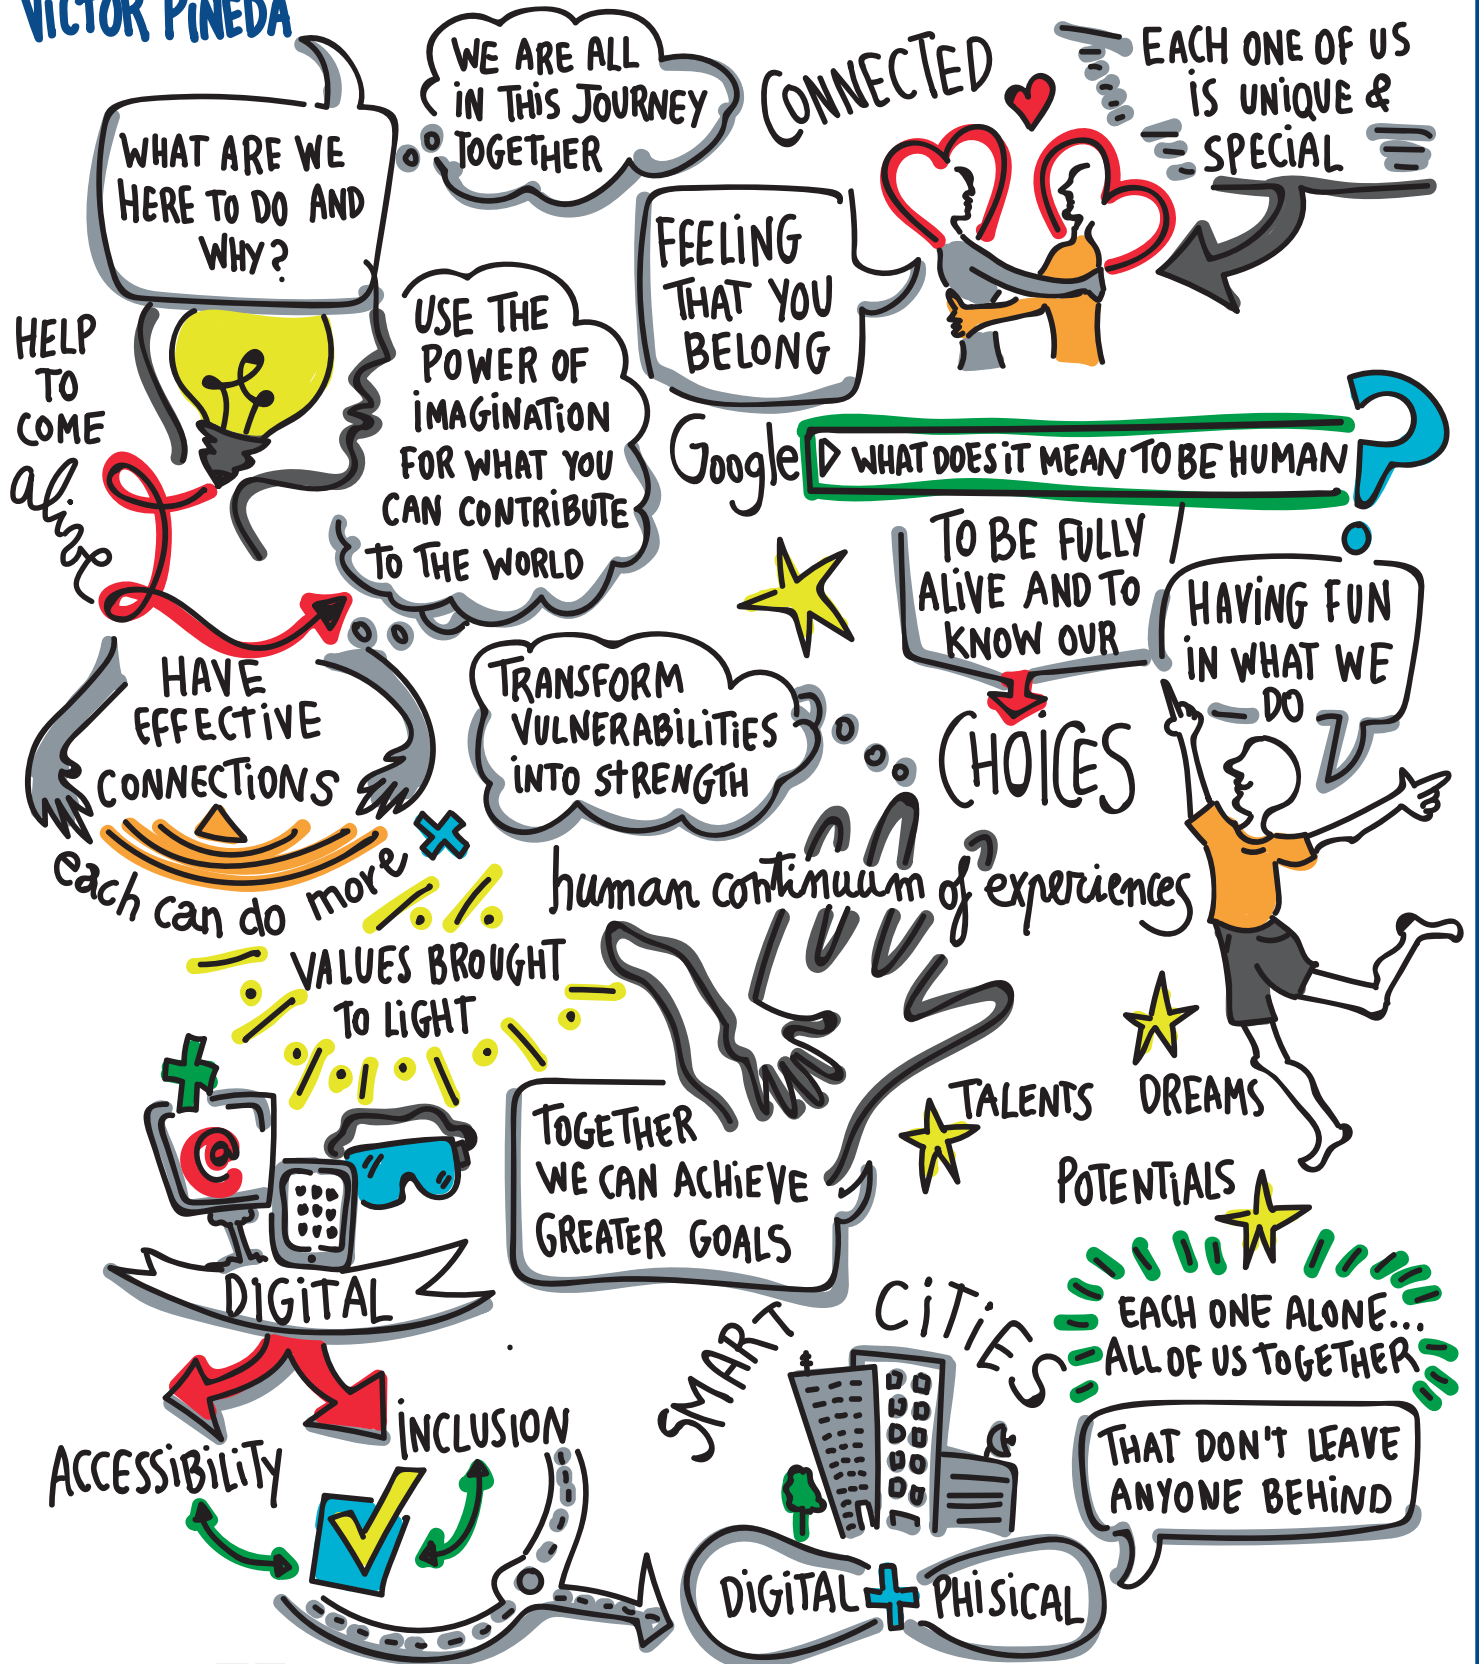 VICTOR PINEDA
WHAT ARE WE
HERE TO DO AND
WHY?
WE ARE ALL
IN THIS JOURNEY
TOGETHER
CONNECTED
EACH ONE OF US
IS UNIQUE &
SPECIAL
FEELING
THAT YOU
BELONG
HELP
TO
COME
alive
USE THE
POWER OF
IMAGINATION
FOR WHAT YOU
CAN CONTRIBUTE
TO THE WORLD
Google
WHAT DOES IT MEAN TO BE HUMAN?
TO BE FULLY
ALIVE AND TO
KNOW OUR
CHOICES
HAVING FUN
IN WHAT WE
DO
HAVE
EFFECTIVE
CONNECTIONS
each can do more
TRANSFORM
VULNERABILITIES
INTO STRENGTH
human continuum of experiences
VALUES BROUGHT
TO LIGHT
TOGETHER
WE CAN ACHIEVE
GREATER GOALS
TALENTS
DREAMS
POTENTIALS
@
DIGITAL
ACCESSIBILITY
INCLUSION
SMART CITIES
EACH ONE ALONE...
ALL OF US TOGETHER
THAT DON'T LEAVE
ANYONE BEHIND
DIGITAL + PHISICAL